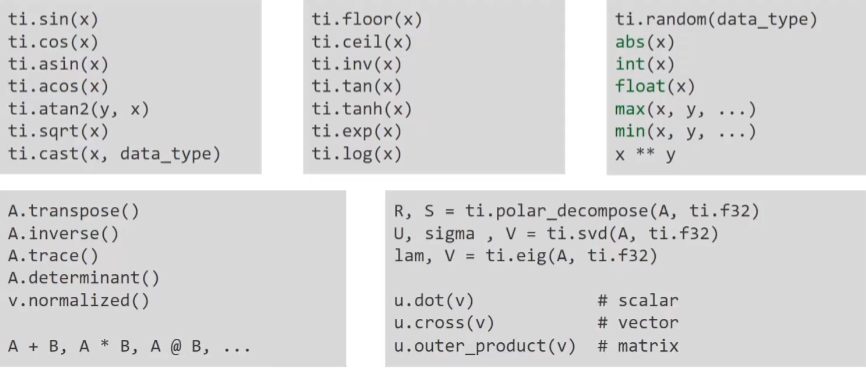 ti.sin(x)
ti.cos(x)
ti.asin(x)
ti.acos(x)
ti.atan2(y, x)
ti.sqrt(x)
ti.cast(x, data_type)
ti.floor(x)
ti.ceil(x)
ti.inv(x)
ti.tan(x)
ti.tanh(x)
ti.exp(x)
ti.log(x)
ti.random(data_type)
abs(x)
int(x)
float(x)
max(x, y, ...)
min(x, y, ...)
x ** y
A.transpose()
A.inverse()
A.trace()
A.determinant()
v.normalized()
A + B, A * B, A @ B, ...
R, S = ti.polar_decompose(A, ti.f32)
U, sigma , V = ti.svd(A, ti.f32)
lam, V = ti.eig(A, ti.f32)
u.dot(v) # scalar
u.cross(v) # vector
u.outer_product(v) # matrix